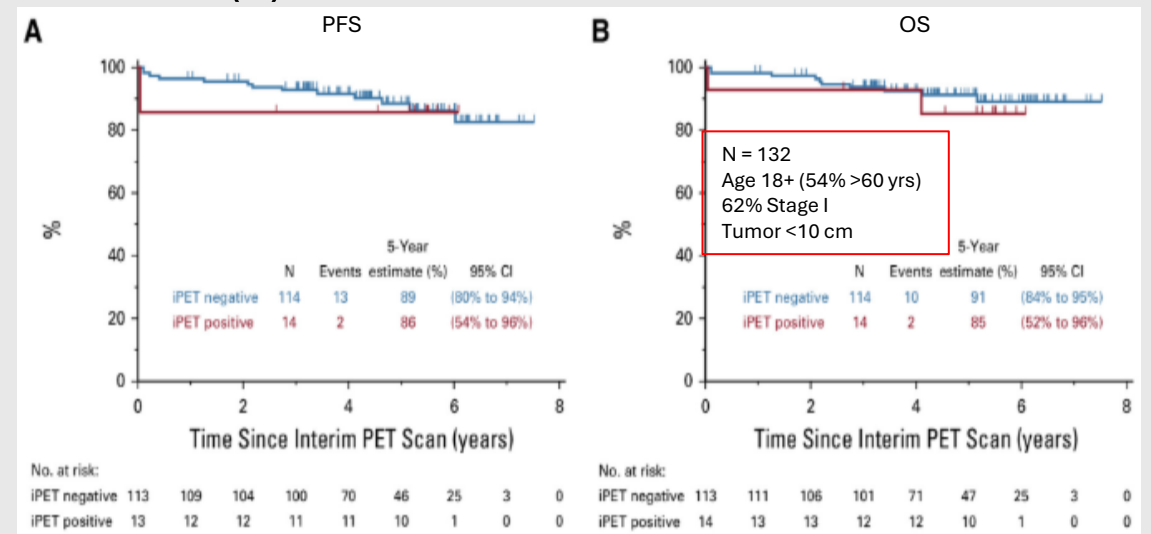 A
PFS
100
80
60
40
20
0
%
5-Year
N Events estimate (%) 95% CI
iPET negative 114 13 89 (80% to 94%)
iPET positive 14 2 86 (54% to 96%)
0 2 4 6 8
Time Since Interim PET Scan (years)
No. at risk:
iPET negative 113 109 104 100 70 46 25 3 0
iPET positive 13 12 12 11 11 10 1 0 0
B
OS
100
80
60
40
20
0
%
N = 132
Age 18+ (54% >60 yrs)
62% Stage I
Tumor <10 cm
5-Year
N Events estimate (%) 95% CI
iPET negative 114 10 91 (84% to 95%)
iPET positive 14 2 85 (52% to 96%)
0 2 4 6 8
Time Since Interim PET Scan (years)
No. at risk:
iPET negative 113 111 106 101 71 47 25 3 0
iPET positive 14 13 13 12 12 10 1 0 0